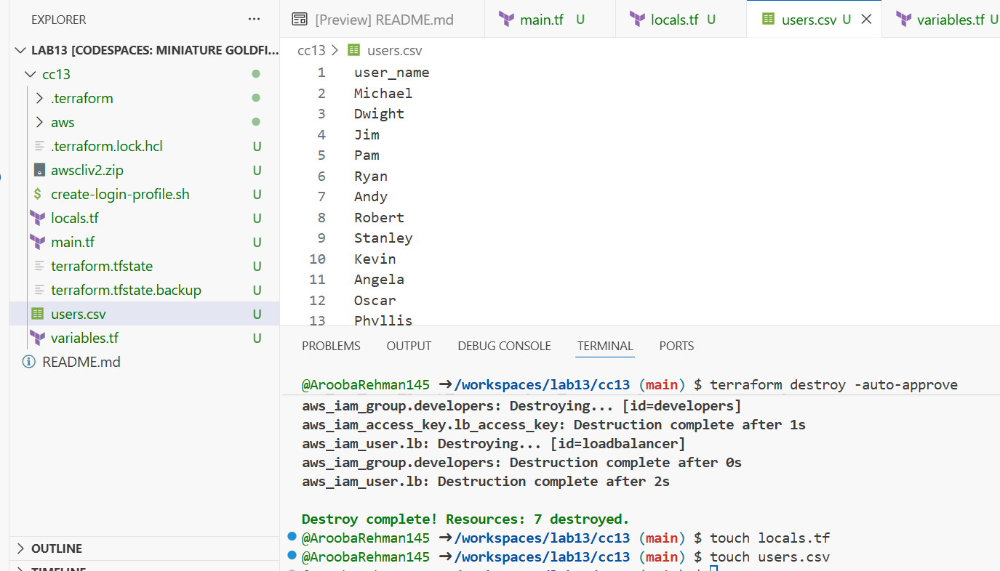 EXPLORER ···
LAB13 [CODESPACES: MINIATURE GOLDFI...
cc13
.terraform
aws
.terraform.lock.hcl U
awscliv2.zip U
$ create-login-profile.sh U
locals.tf U
main.tf U
terraform.tfstate U
terraform.tfstate.backup U
users.csv U
variables.tf U
README.md
OUTLINE
TIMELINE
[Preview] README.md
main.tf U
locals.tf U
users.csv U
variables.tf U
cc13 > users.csv
1 user_name
2 Michael
3 Dwight
4 Jim
5 Pam
6 Ryan
7 Andy
8 Robert
9 Stanley
10 Kevin
11 Angela
12 Oscar
13 Phyllis
PROBLEMS OUTPUT DEBUG CONSOLE TERMINAL PORTS
@AroobaRehman145 ➜/workspaces/lab13/cc13 (main) $ terraform destroy -auto-approve
aws_iam_group.developers: Destroying... [id=developers]
aws_iam_access_key.lb_access_key: Destruction complete after 1s
aws_iam_user.lb: Destroying... [id=loadbalancer]
aws_iam_group.developers: Destruction complete after 0s
aws_iam_user.lb: Destruction complete after 2s
Destroy complete! Resources: 7 destroyed.
@AroobaRehman145 ➜/workspaces/lab13/cc13 (main) $ touch locals.tf
@AroobaRehman145 ➜/workspaces/lab13/cc13 (main) $ touch users.csv